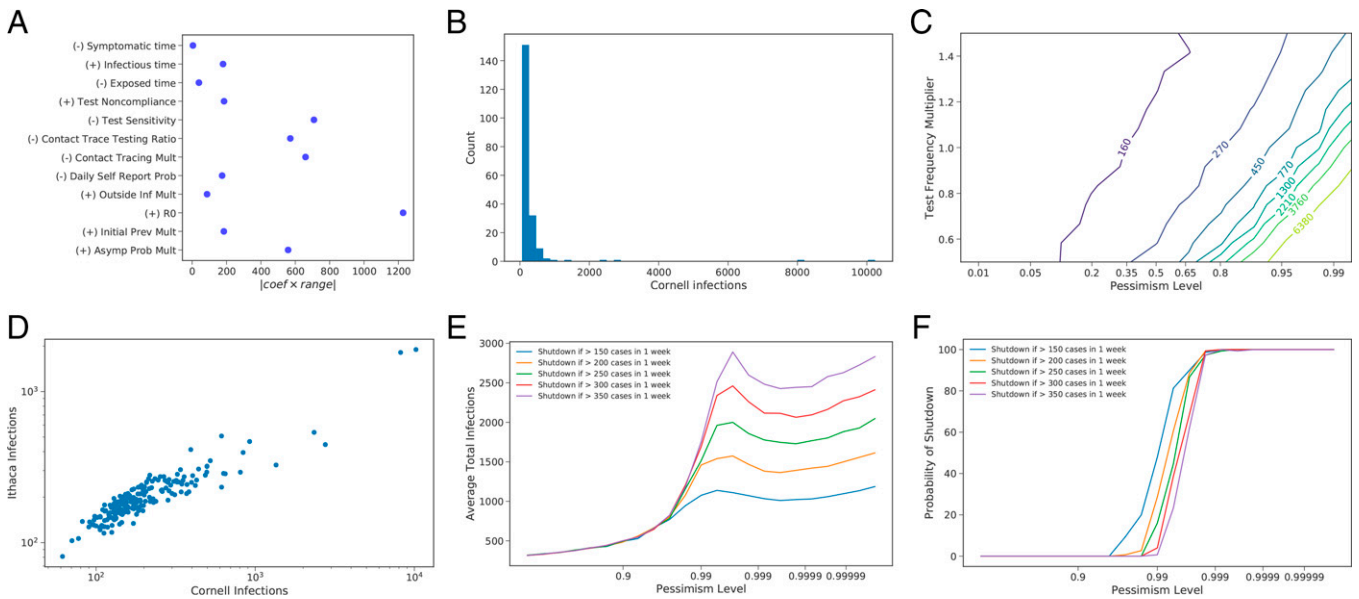 A
(-) Symptomatic time
(+) Infectious time
(-) Exposed time
(+) Test Noncompliance
(-) Test Sensitivity
(-) Contact Trace Testing Ratio
(-) Contact Tracing Mult
(-) Daily Self Report Prob
(+) Outside Inf Mult
(+) R0
(+) Initial Prev Mult
(+) Asymp Prob Mult
0 200 400 600 800 1000 1200
|coef × range|
B
Count
140
120
100
80
60
40
20
0
0 2000 4000 6000 8000 10000
Cornell infections
C
Test Frequency Multiplier
1.4
1.2
1.0
0.8
0.6
160
270
450
770
1300
2210
3760
6380
0.01 0.05 0.2 0.35 0.5 0.65 0.8 0.95 0.99
Pessimism Level
D
Ithaca Infections
10³
10²
10² 10³ 10⁴
Cornell Infections
E
Average Total Infections
3000
2500
2000
1500
1000
500
Shutdown if > 150 cases in 1 week
Shutdown if > 200 cases in 1 week
Shutdown if > 250 cases in 1 week
Shutdown if > 300 cases in 1 week
Shutdown if > 350 cases in 1 week
0.9 0.99 0.999 0.9999 0.99999
Pessimism Level
F
Probability of Shutdown
100
80
60
40
20
0
Shutdown if > 150 cases in 1 week
Shutdown if > 200 cases in 1 week
Shutdown if > 250 cases in 1 week
Shutdown if > 300 cases in 1 week
Shutdown if > 350 cases in 1 week
0.9 0.99 0.999 0.9999 0.99999
Pessimism Level